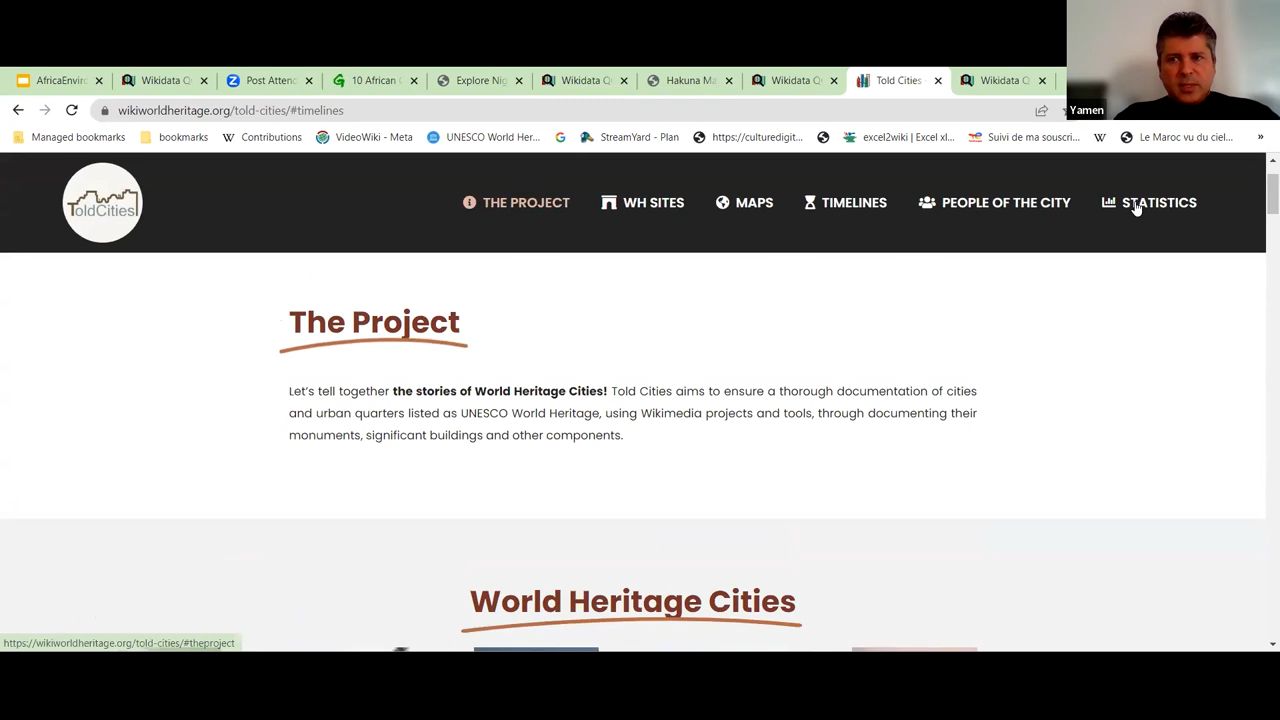 AfricaEnviro
Wikidata Q
Post Atten
10 African
Explore Nig
Wikidata Q
Hakuna Ma
Wikidata Q
Told Cities
Wikidata Q
wikiworldheritage.org/told-cities/#timelines
Managed bookmarks
bookmarks
Contributions
VideoWiki - Meta
UNESCO World Her...
StreamYard - Plan
https://culturedigit...
excel2wiki | Excel xl...
Suivi de ma souscri...
Le Maroc vu du ciel...
»
Yamen
ToldCities
THE PROJECT
WH SITES
MAPS
TIMELINES
PEOPLE OF THE CITY
STATISTICS
The Project
Let's tell together the stories of World Heritage Cities! Told Cities aims to ensure a thorough documentation of cities
and urban quarters listed as UNESCO World Heritage, using Wikimedia projects and tools, through documenting their
monuments, significant buildings and other components.
World Heritage Cities
https://wikiworldheritage.org/told-cities/#theproject